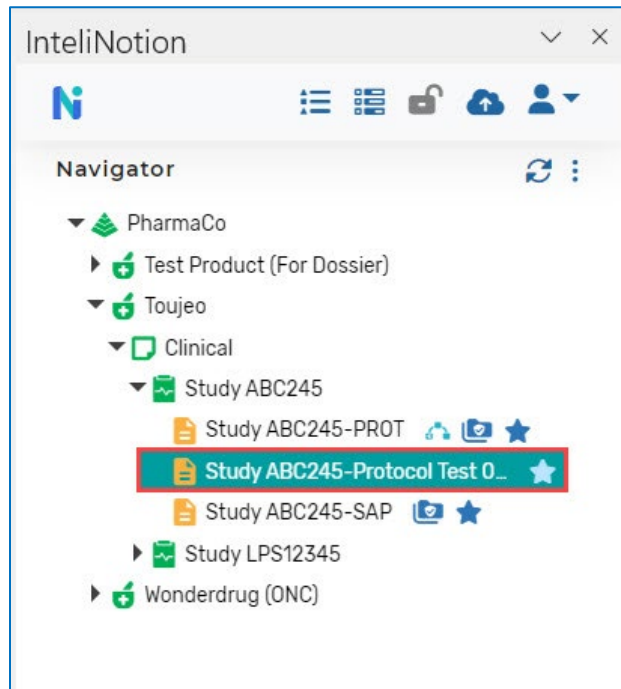 InteliNotion
Navigator
PharmaCo
Test Product (For Dossier)
Toujeo
Clinical
Study ABC245
Study ABC245-PROT
Study ABC245-Protocol Test 0...
Study ABC245-SAP
Study LPS12345
Wonderdrug (ONC)